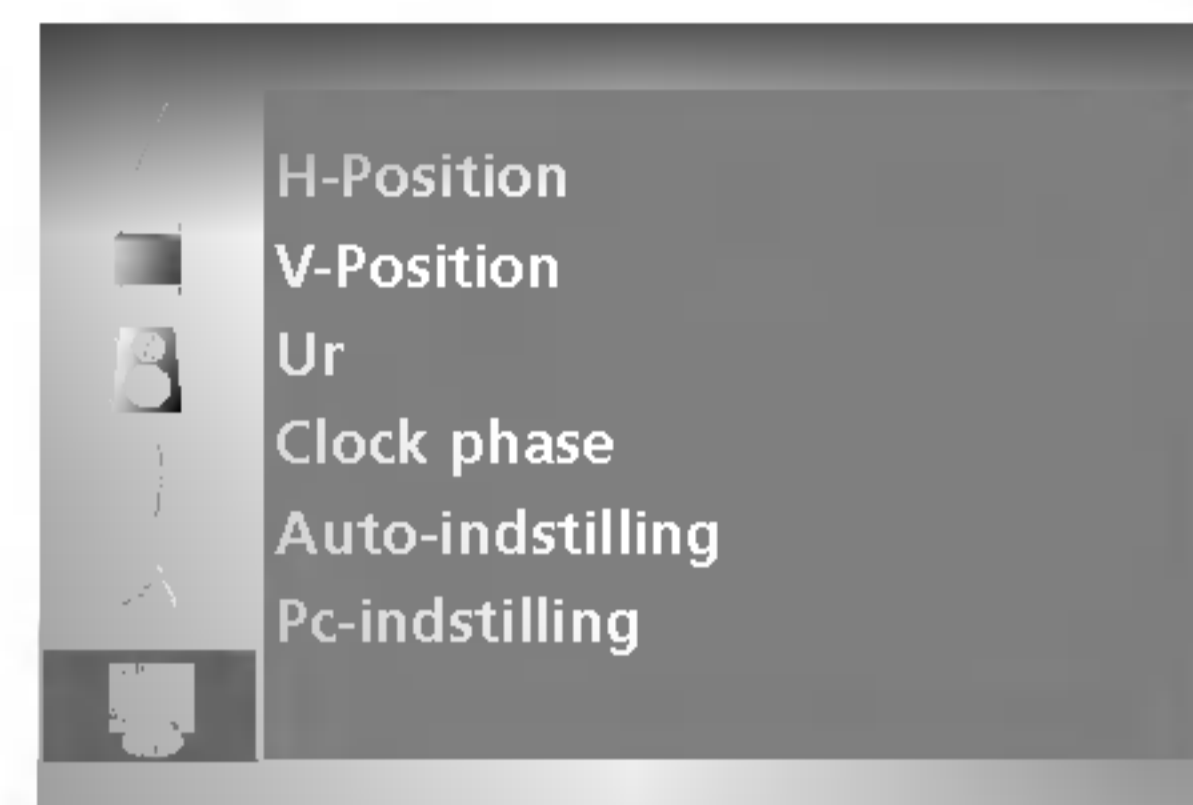 H-Position
V-Position
Ur
Clock phase
Auto-indstilling
Pc-indstilling